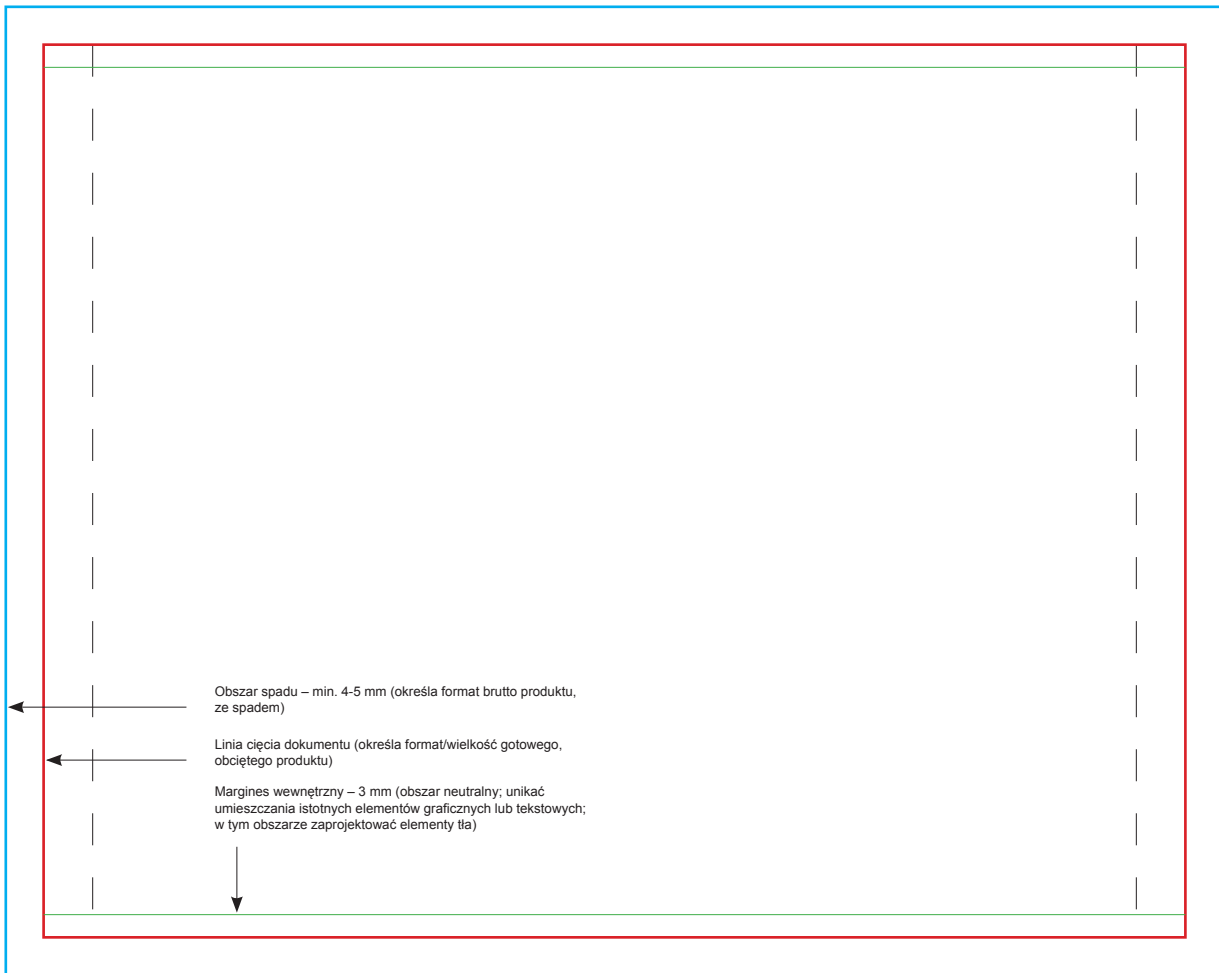 Obszar spadu – min. 4-5 mm (określa format brutto produktu,
ze spadem)
Linia cięcia dokumentu (określa format/wielkość gotowego,
obciętego produktu)
Margines wewnętrzny – 3 mm (obszar neutralny; unikać
umieszczania istotnych elementów graficznych lub tekstowych;
w tym obszarze zaprojektować elementy tła)